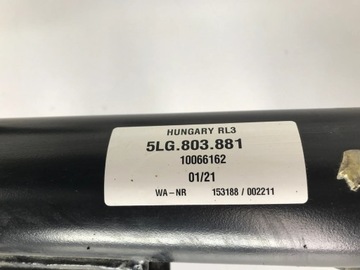 HUNGARY RL3
5LG.803.881
10066162
01/21
WA-NR 153188 / 002211